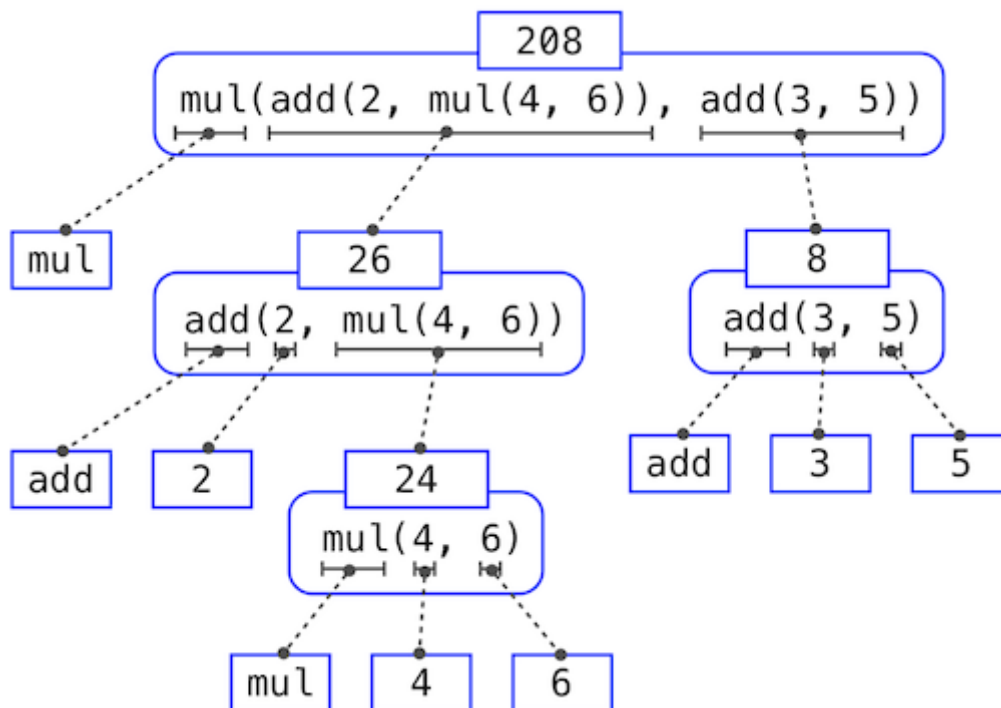 208
mul(add(2, mul(4, 6)), add(3, 5))
mul
26
8
add(2, mul(4, 6))
add(3, 5)
add
2
24
add
3
5
mul(4, 6)
mul
4
6